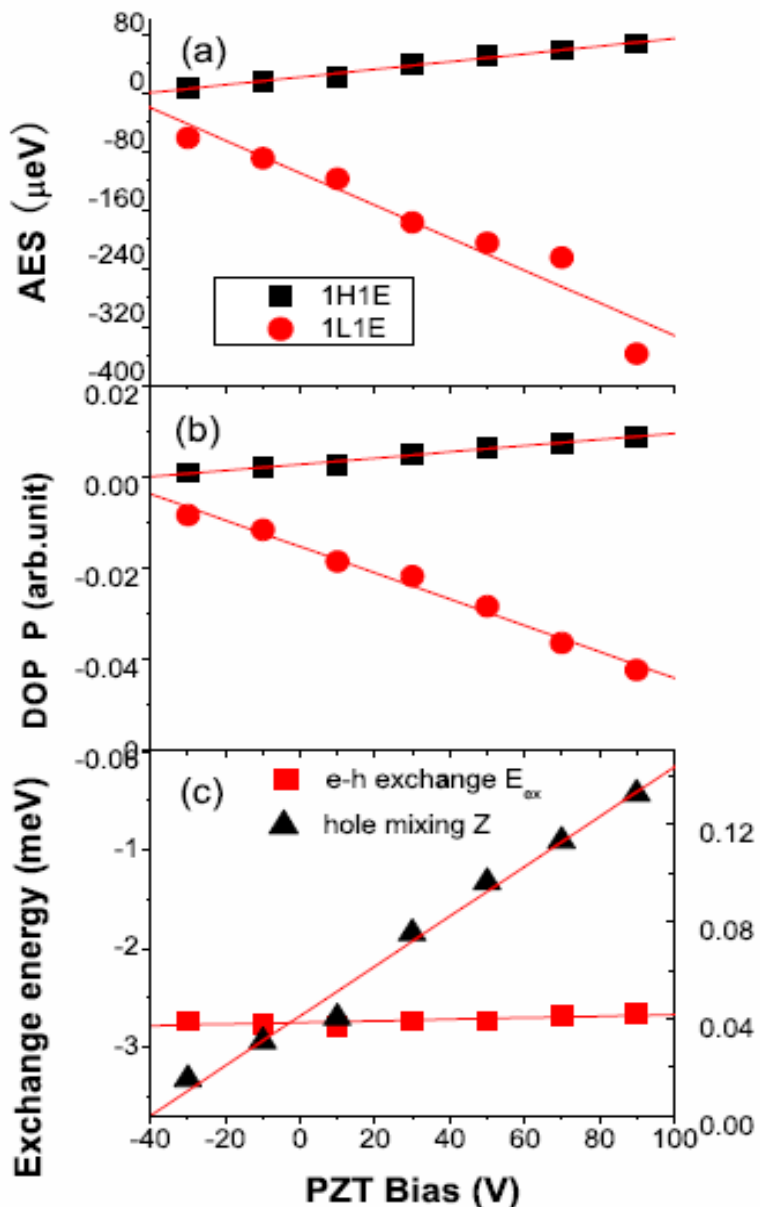 (a)
80
0
-80
-160
-240
-320
-400
AES (μeV)
1H1E
1L1E
(b)
0.02
0.00
-0.02
-0.04
-0.06
DOP P (arb.unit)
(c)
e-h exchange E_ex
hole mixing Z
0
-1
-2
-3
Exchange energy (meV)
0.12
0.08
0.04
0.00
-40 -20 0 20 40 60 80 100
PZT Bias (V)